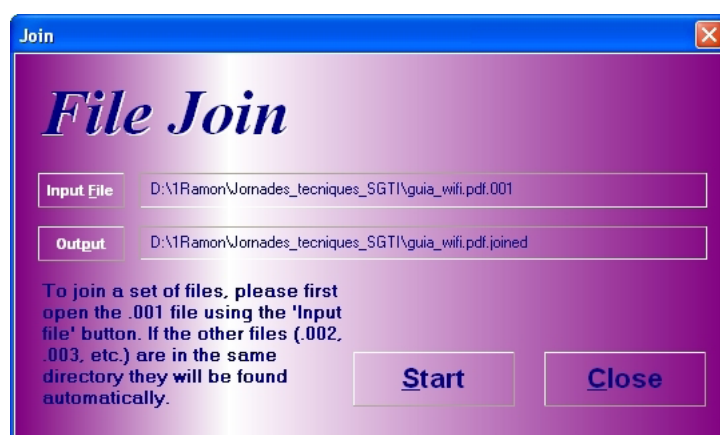 Join
File Join
Input File
D:\1Ramon\Jornades_tecniques_SGTI\guia_wifi.pdf.001
Output
D:\1Ramon\Jornades_tecniques_SGTI\guia_wifi.pdf.joined
To join a set of files, please first
open the .001 file using the 'Input
file' button. If the other files (.002,
.003, etc.) are in the same
directory they will be found
automatically.
Start
Close